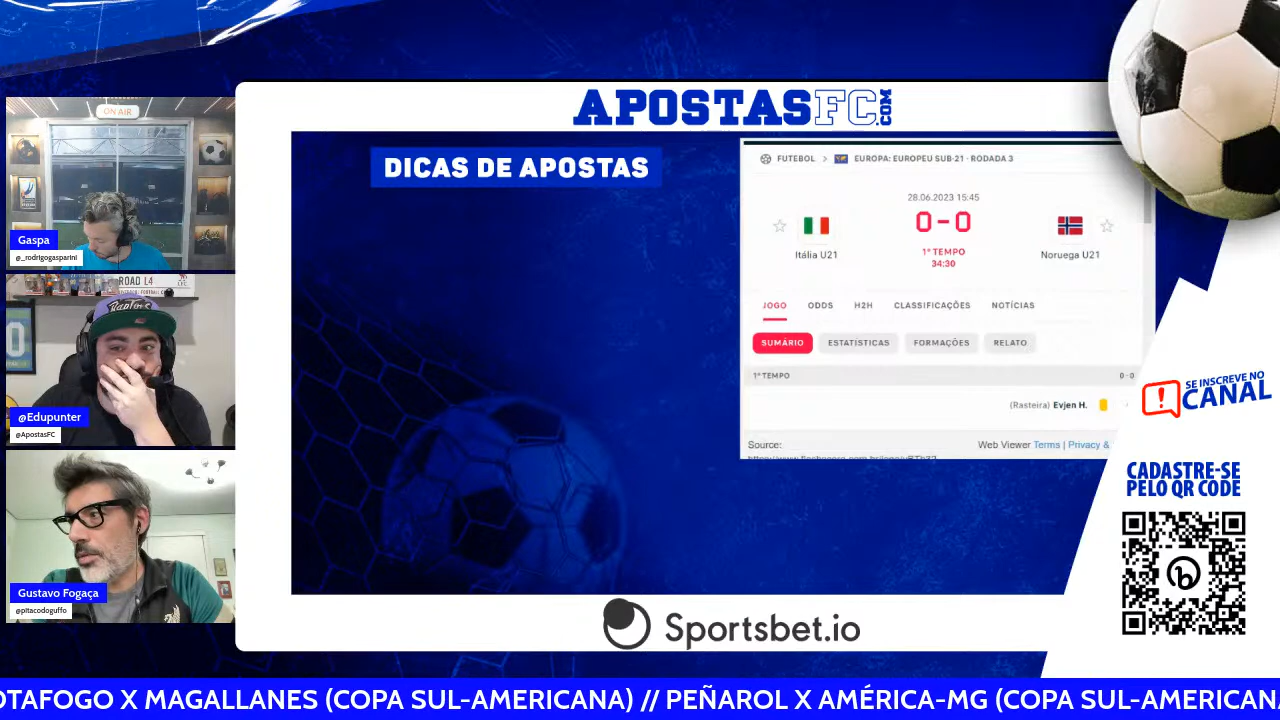 ON AIR
Gaspa
@_rodrigogasparini
ROAD L4
@Edupunter
@ApostasFC
Gustavo Fogaça
@pitacodoguffo
APOSTASFC.COM
DICAS DE APOSTAS
FUTEBOL > EUROPA: EUROPEU SUB-21 - RODADA 3
28.06.2023 15:45
0-0
Itália U21
1º TEMPO
34:30
Noruega U21
JOGO ODDS H2H CLASSIFICAÇÕES NOTÍCIAS
SUMÁRIO ESTATÍSTICAS FORMAÇÕES RELATO
1º TEMPO 0-0
(Rasteira) Evjen H.
Source: Web Viewer Terms | Privacy &
SE INSCREVE NO
CANAL
CADASTRE-SE
PELO QR CODE
Sportsbet.io
OTAFOGO X MAGALLANES (COPA SUL-AMERICANA) // PEÑAROL X AMÉRICA-MG (COPA SUL-AMERICANA